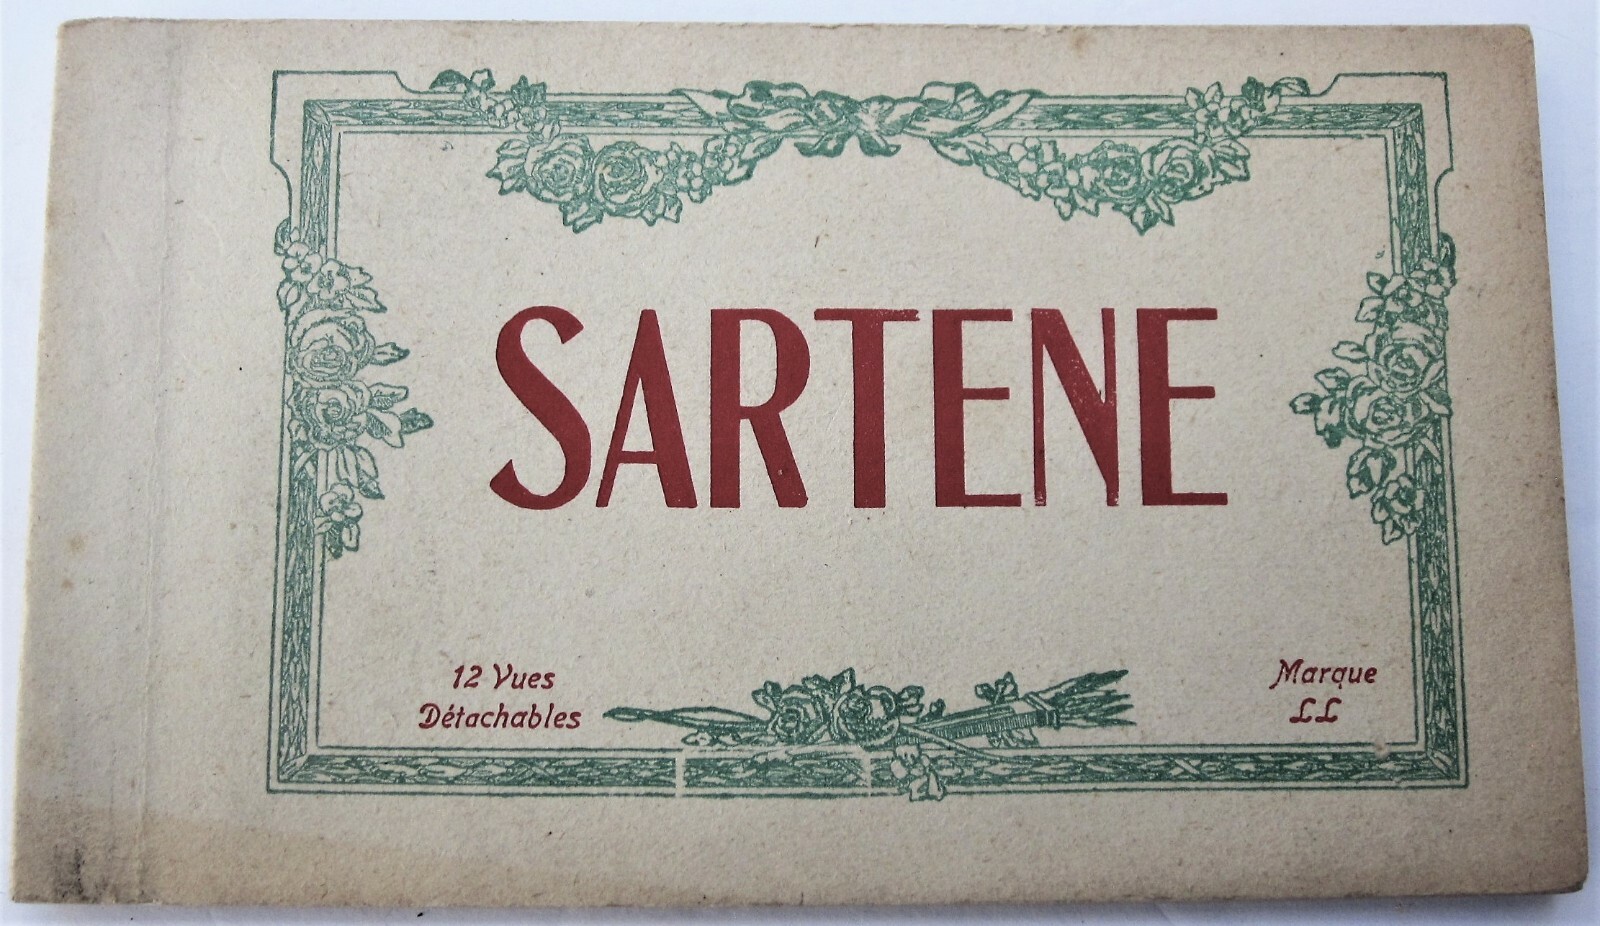 SARTENE
12 Vues
Détachables
Marque
LL